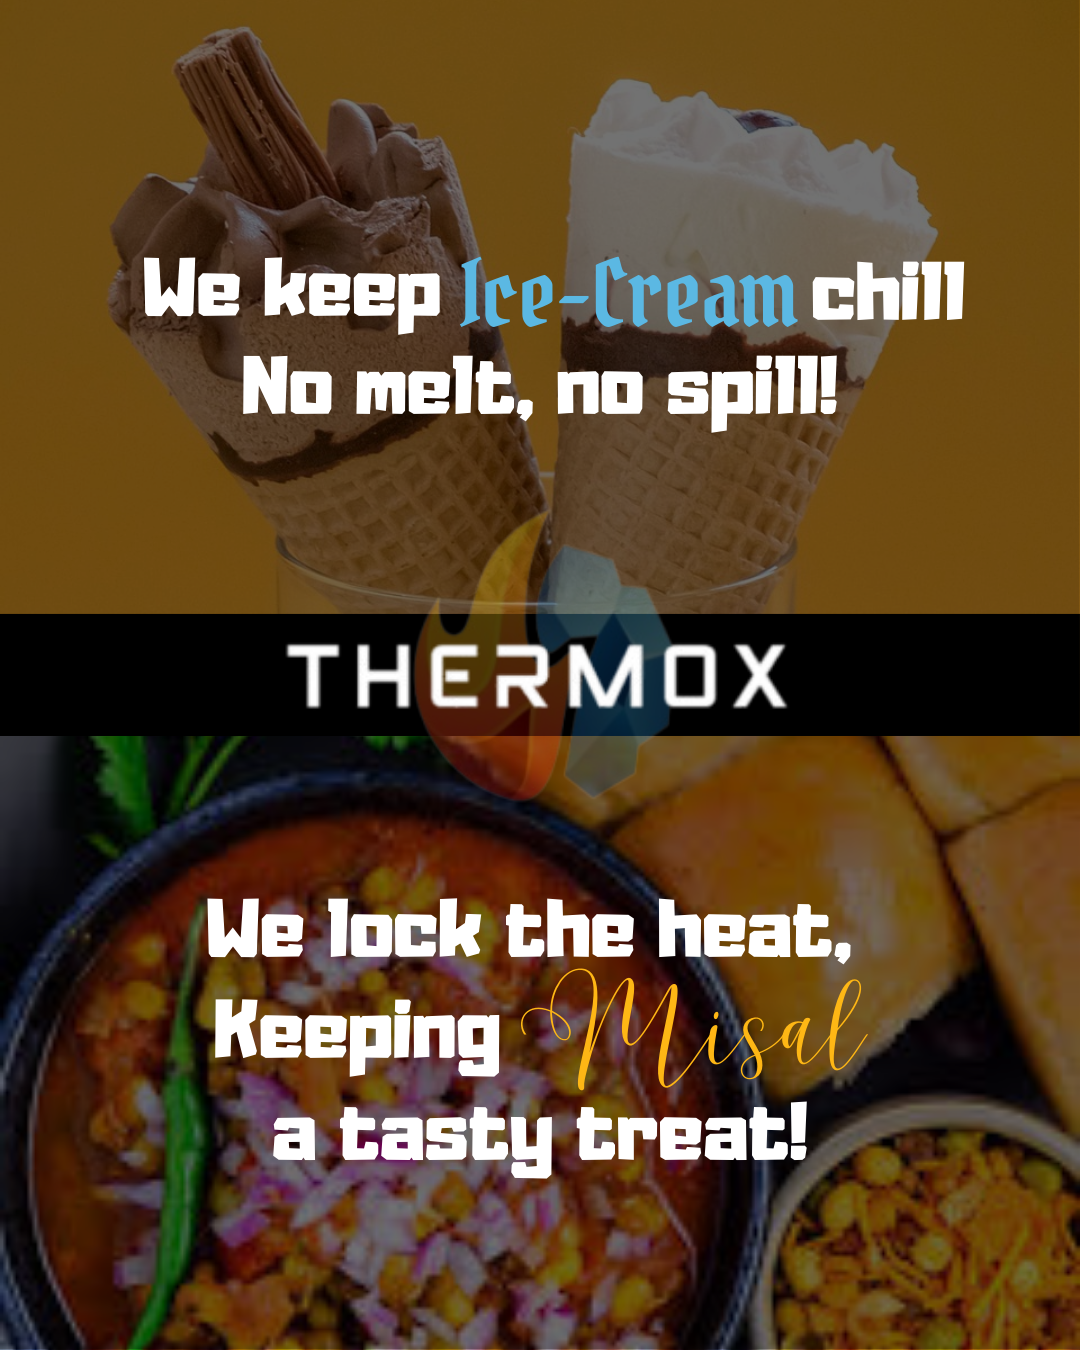 We keep Ice-Cream chill
No melt, no spill!
THERMOX
We lock the heat,
Keeping Misal
a tasty treat!